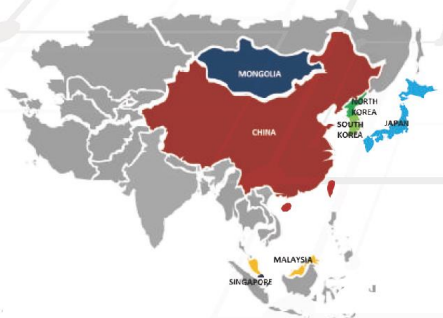 MONGOLIA
NORTH
KOREA
CHINA
SOUTH
KOREA
JAPAN
MALAYSIA
SINGAPORE